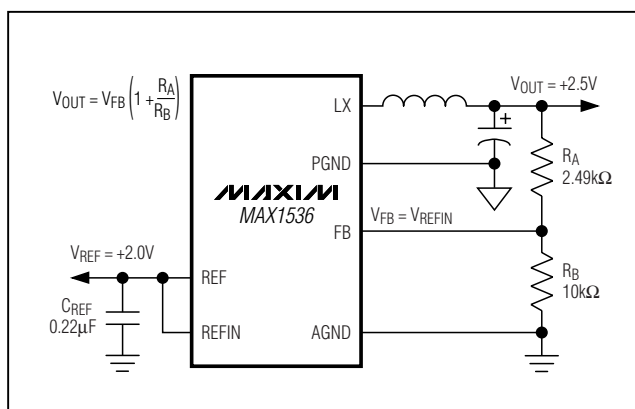 V_OUT = V_FB (1 + R_A/R_B)
LX
V_OUT = +2.5V
+
PGND
R_A
2.49kΩ
MAXIM
MAX1536
V_FB = V_REFIN
FB
V_REF = +2.0V
REF
R_B
10kΩ
C_REF
0.22µF
REFIN
AGND